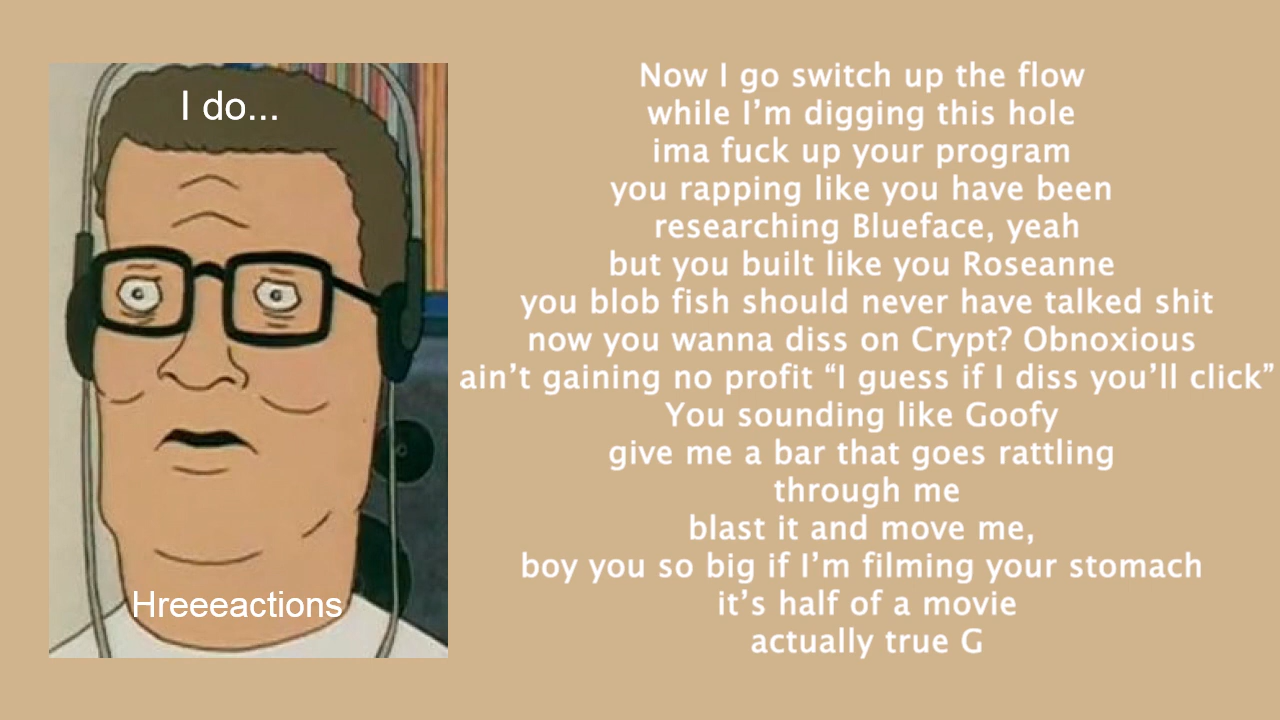 I do...
Hreeeactions
Now I go switch up the flow
while I’m digging this hole
ima fuck up your program
you rapping like you have been
researching Blueface, yeah
but you built like you Roseanne
you blob fish should never have talked shit
now you wanna diss on Crypt? Obnoxious
ain’t gaining no profit “I guess if I diss you’ll click”
You sounding like Goofy
give me a bar that goes rattling
through me
blast it and move me,
boy you so big if I’m filming your stomach
it’s half of a movie
actually true G